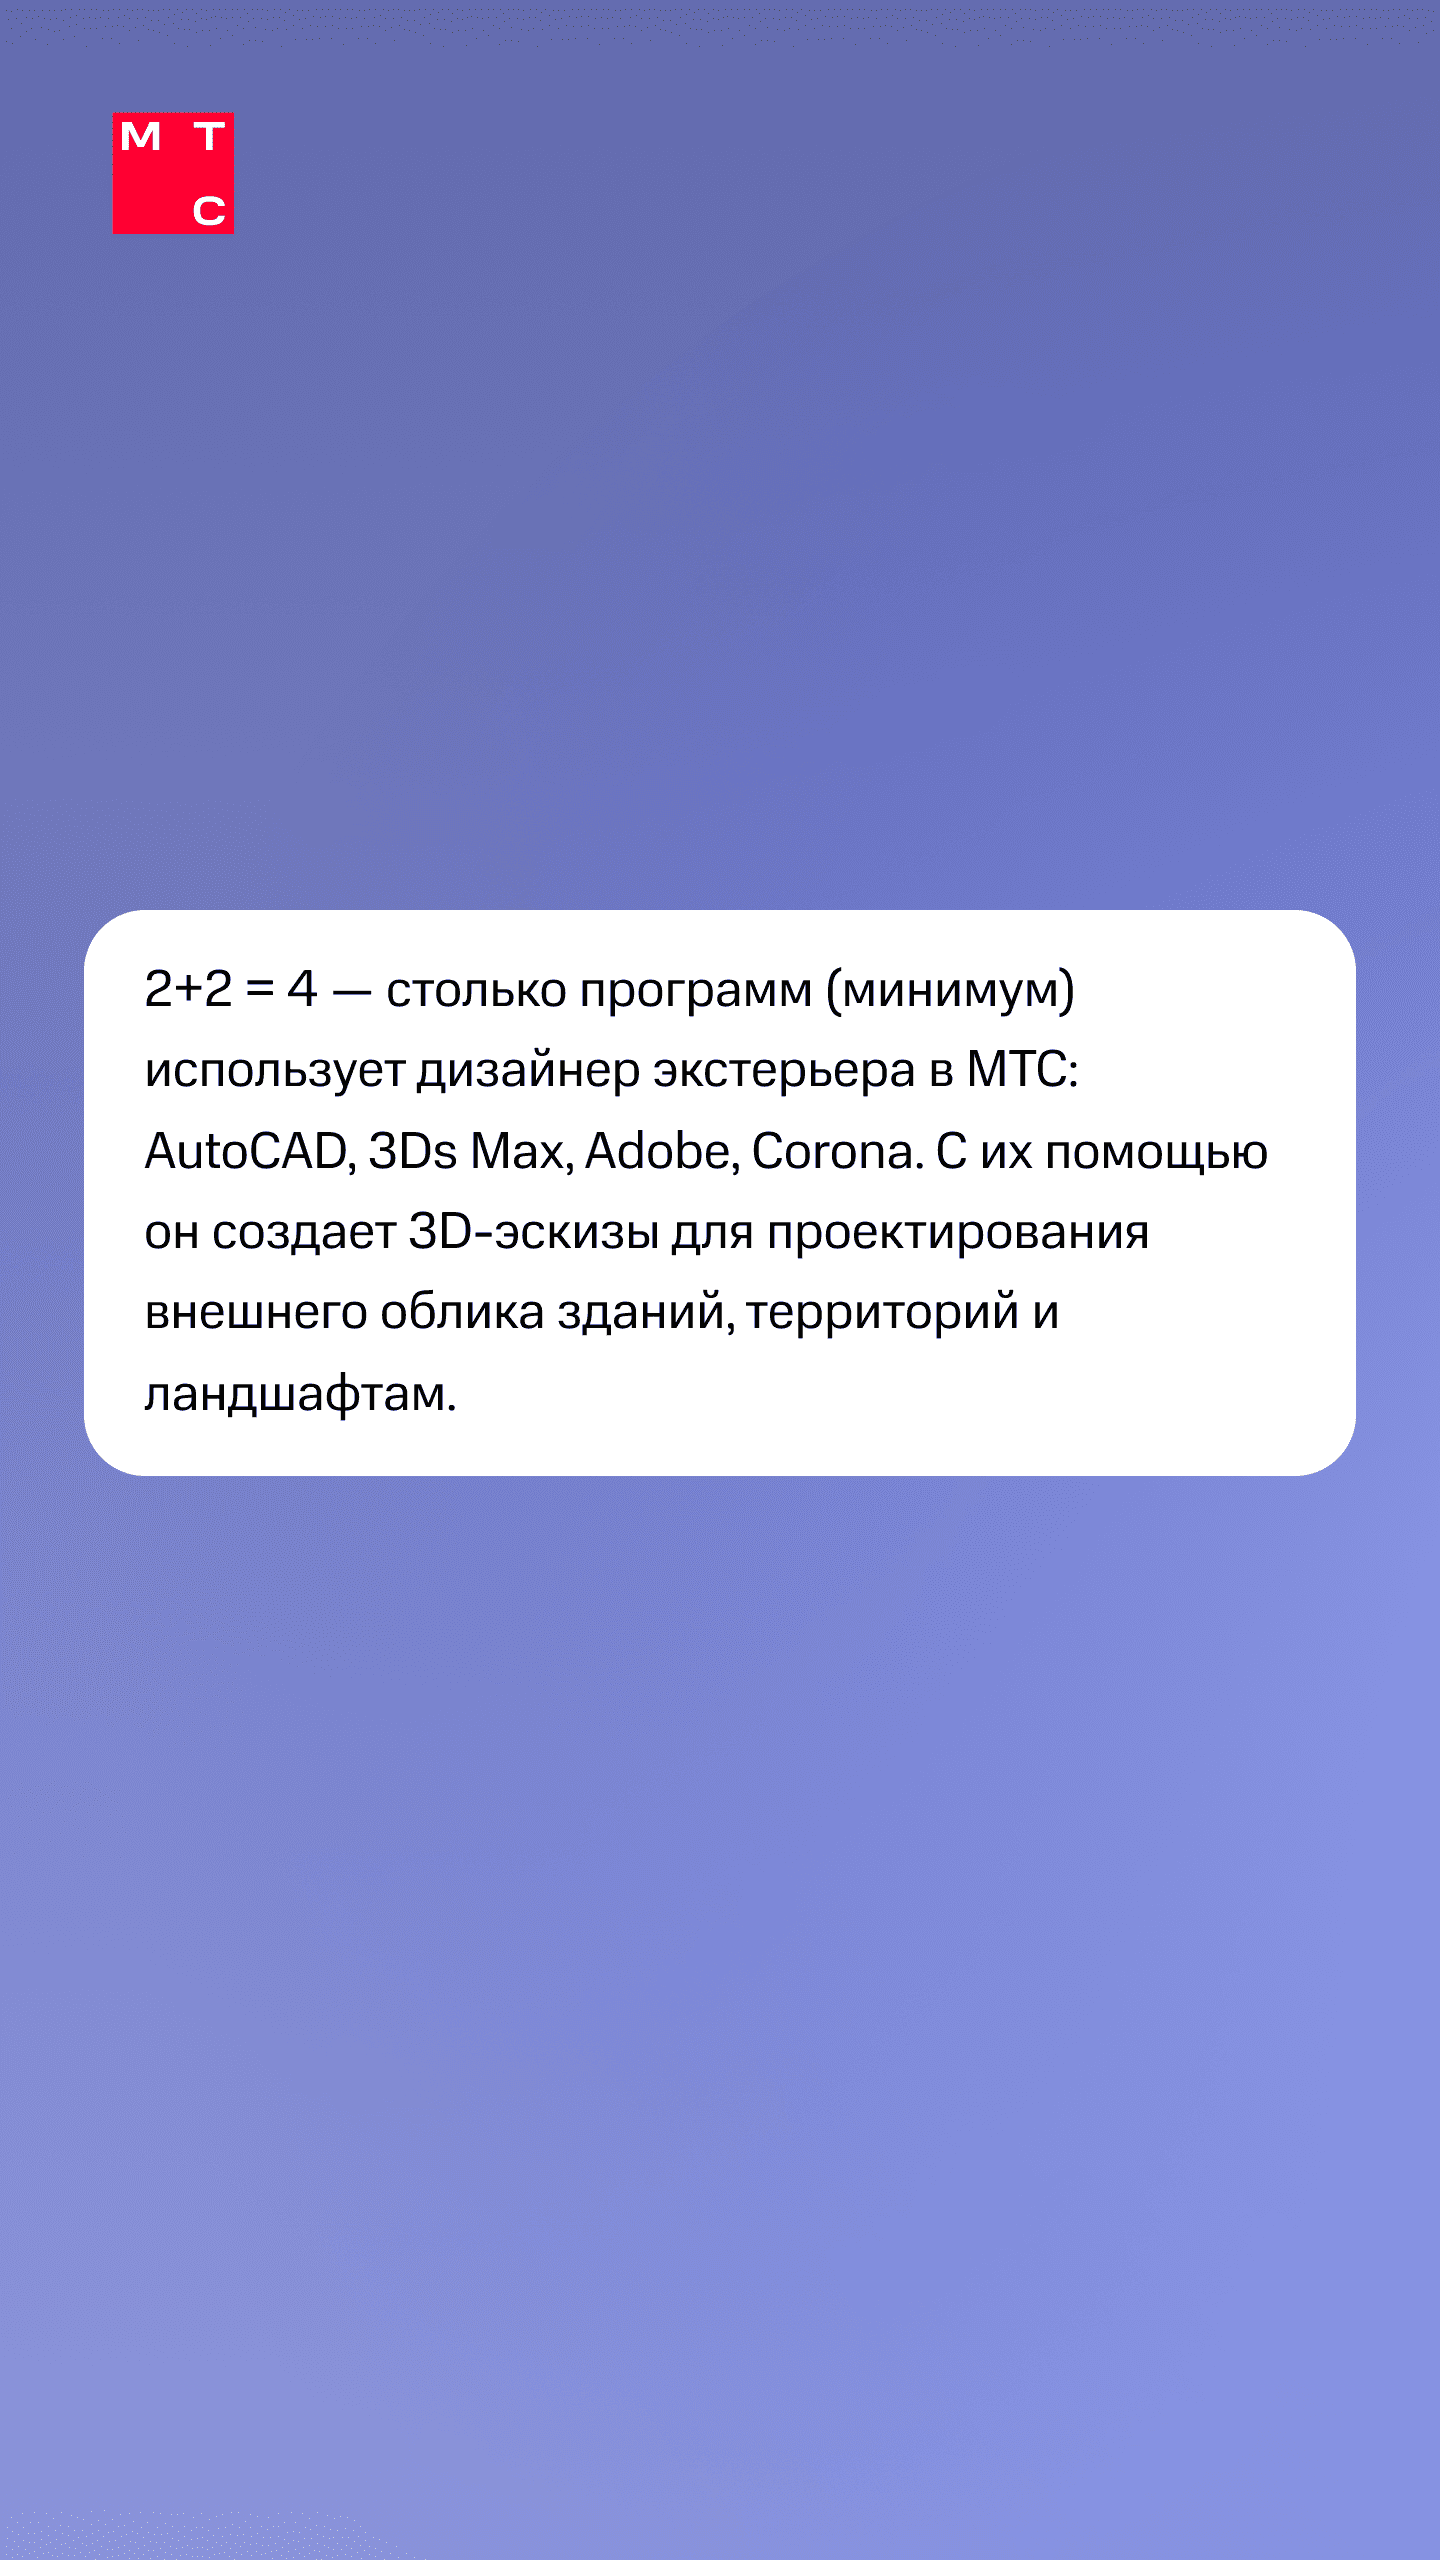 М Т
С
2+2 = 4 — столько программ (минимум)
использует дизайнер экстерьера в МТС:
AutoCAD, 3Ds Max, Adobe, Corona. С их помощью
он создает 3D-эскизы для проектирования
внешнего облика зданий, территорий и
ландшафтам.